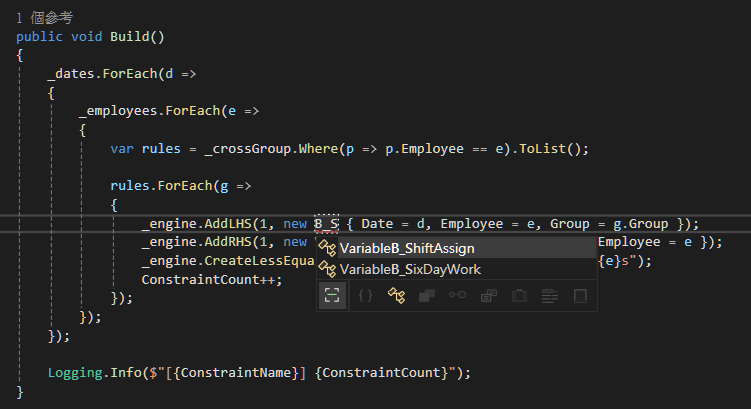 1 個參考
public void Build()
{
_dates.ForEach(d =>
{
_employees.ForEach(e =>
{
var rules = _crossGroup.Where(p => p.Employee == e).ToList();
rules.ForEach(g =>
{
_engine.AddLHS(1, new B_S { Date = d, Employee = e, Group = g.Group });
_engine.AddRHS(1, new Employee = e });
VariableB_ShiftAssign
_engine.CreateLessEqua {e}s");
VariableB_SixDayWork
ConstraintCount++;
{ }
});
});
});
Logging.Info($"[{ConstraintName}] {ConstraintCount}");
}